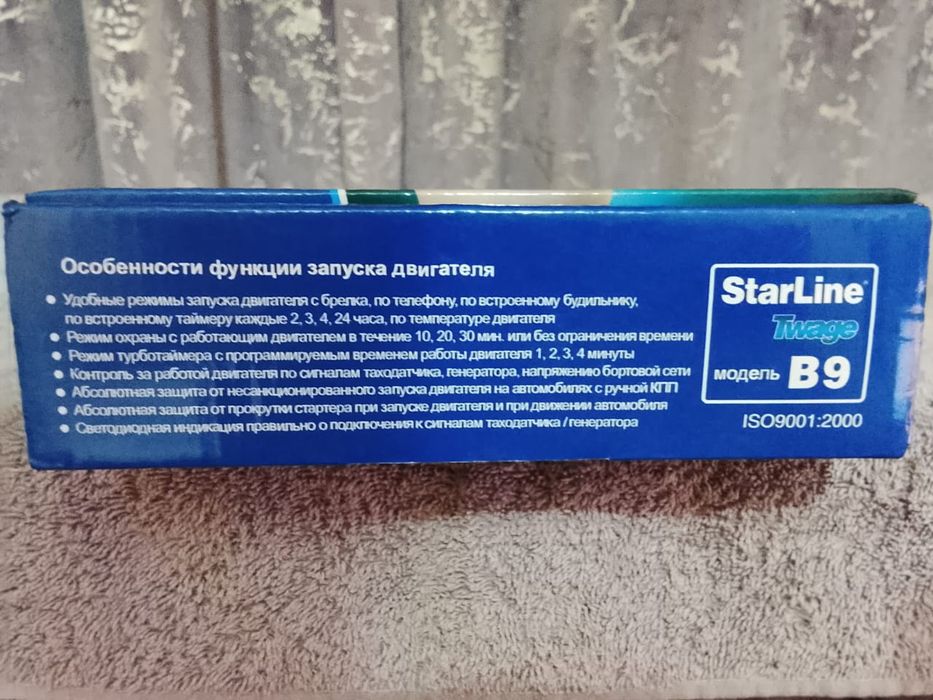 Особенности функции запуска двигателя
• Удобные режимы запуска двигателя с брелка, по телефону, по встроенному будильнику,
по встроенному таймеру каждые 2, 3, 4, 24 часа, по температуре двигателя
• Режим охраны с работающим двигателем в течение 10, 20, 30 мин. или без ограничения времени
• Режим турботаймера с программируемым временем работы двигателя 1, 2, 3, 4 минуты
• Контроль за работой двигателя по сигналам таходатчика, генератора, напряжению бортовой сети
• Абсолютная защита от несанкционированного запуска двигателя на автомобилях с ручной КПП
• Абсолютная защита от прокрутки стартера при запуске двигателя и при движении автомобиля
• Светодиодная индикация правильно о подключения к сигналам таходатчика / генератора
StarLine®
Twage
модель B9
ISO9001:2000